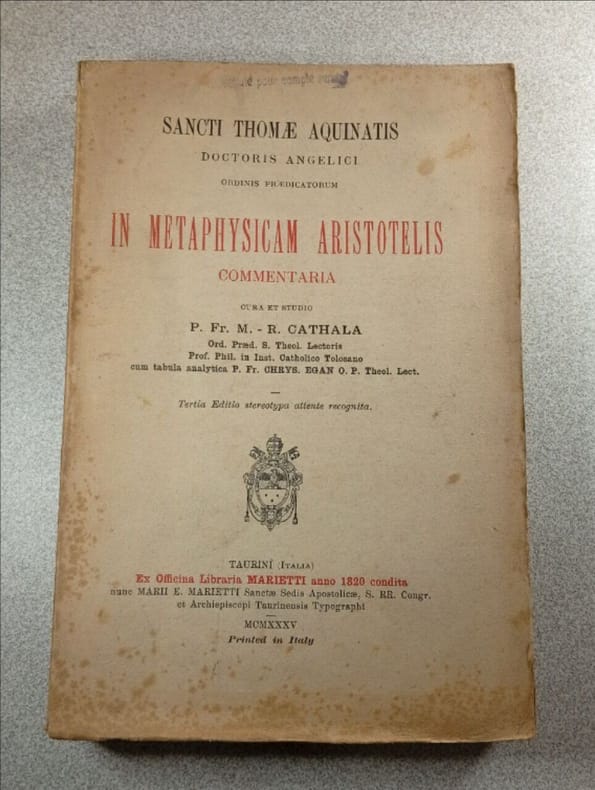 pour compte
SANCTI THOMÆ AQUINATIS
DOCTORIS ANGELICI
ORDINIS PRÆDICATORUM
IN METAPHYSICAM ARISTOTELIS
COMMENTARIA
CURA ET STUDIO
P. Fr. M. - R. CATHALA
Ord. Præd. S. Theol. Lectoris
Prof. Phil. in Inst. Catholico Tolosano
cum tabula analytica P. Fr. CHRYS. EGAN O. P. Theol. Lect.
Tertia Editio stereotypa attente recognita.
TAURINI (ITALIA)
Ex Officina Libraria MARIETTI anno 1820 condita
nunc MARII E. MARIETTI Sanctæ Sedis Apostolicæ, S. RR. Congr.
et Archiepiscopi Taurinensis Typographi
MCMXXXV
Printed in Italy